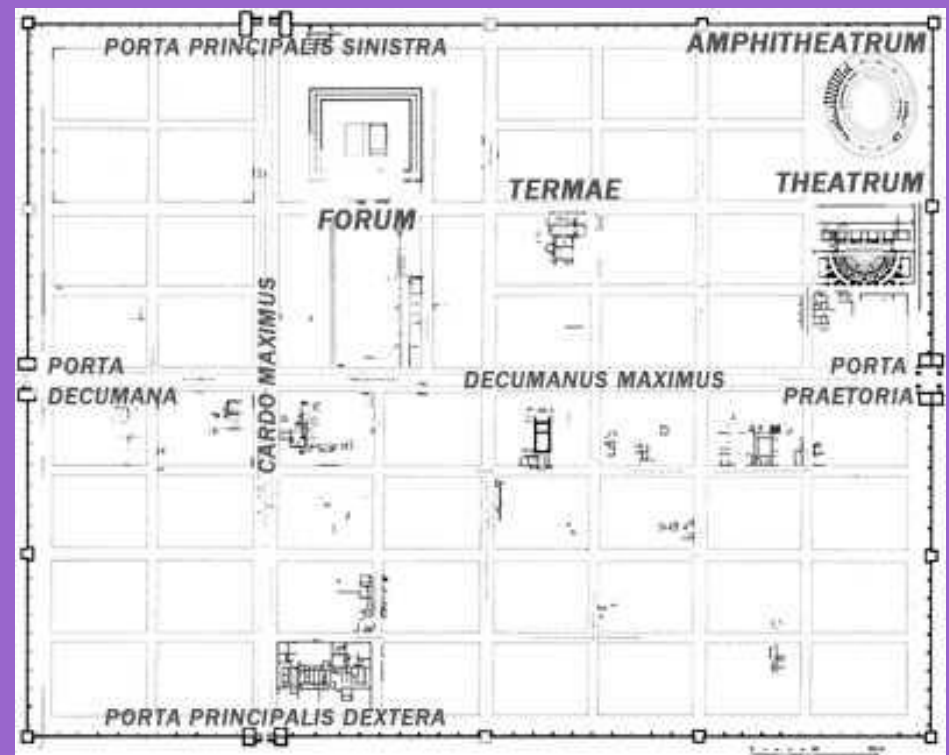 PORTA PRINCIPALIS SINISTRA
AMPHITHEATRUM
TERMAE
THEATRUM
FORUM
CARDO MAXIMUS
PORTA
DECUMANA
DECUMANUS MAXIMUS
PORTA
PRAETORIA
PORTA PRINCIPALIS DEXTERA